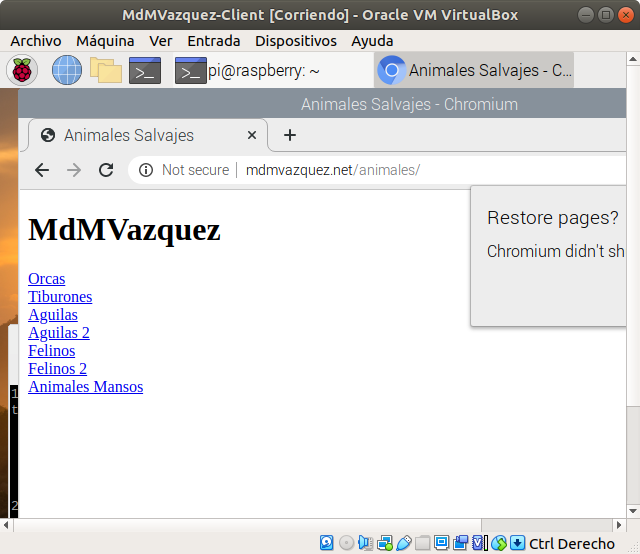 MdMVazquez-Client [Corriendo] - Oracle VM VirtualBox
Archivo Máquina Ver Entrada Dispositivos Ayuda
pi@raspberry: ~ Animales Salvajes - C...
Animales Salvajes - Chromium
Animales Salvajes
Not secure mdmvazquez.net/animales/
Restore pages?
Chromium didn't sh
MdMVazquez
Orcas
Tiburones
Aguilas
Aguilas 2
Felinos
Felinos 2
Animales Mansos
1
t
2
Ctrl Derecho